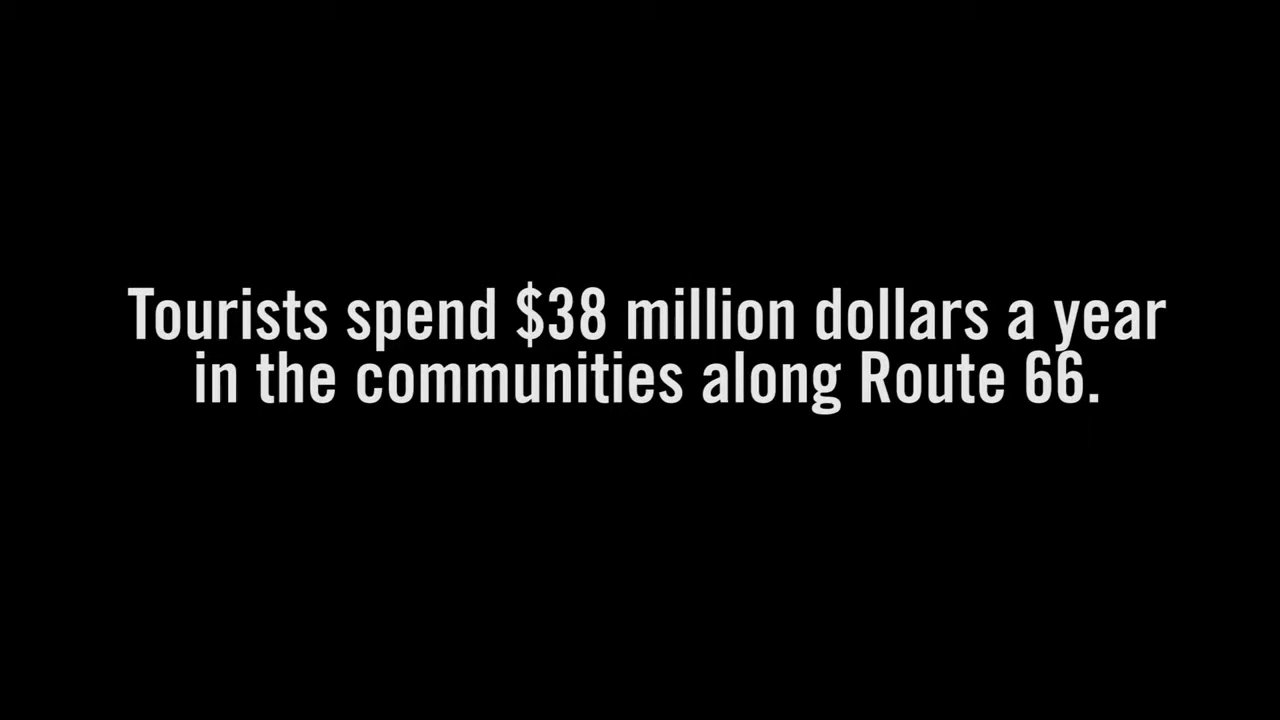 Tourists spend $38 million dollars a year
in the communities along Route 66.